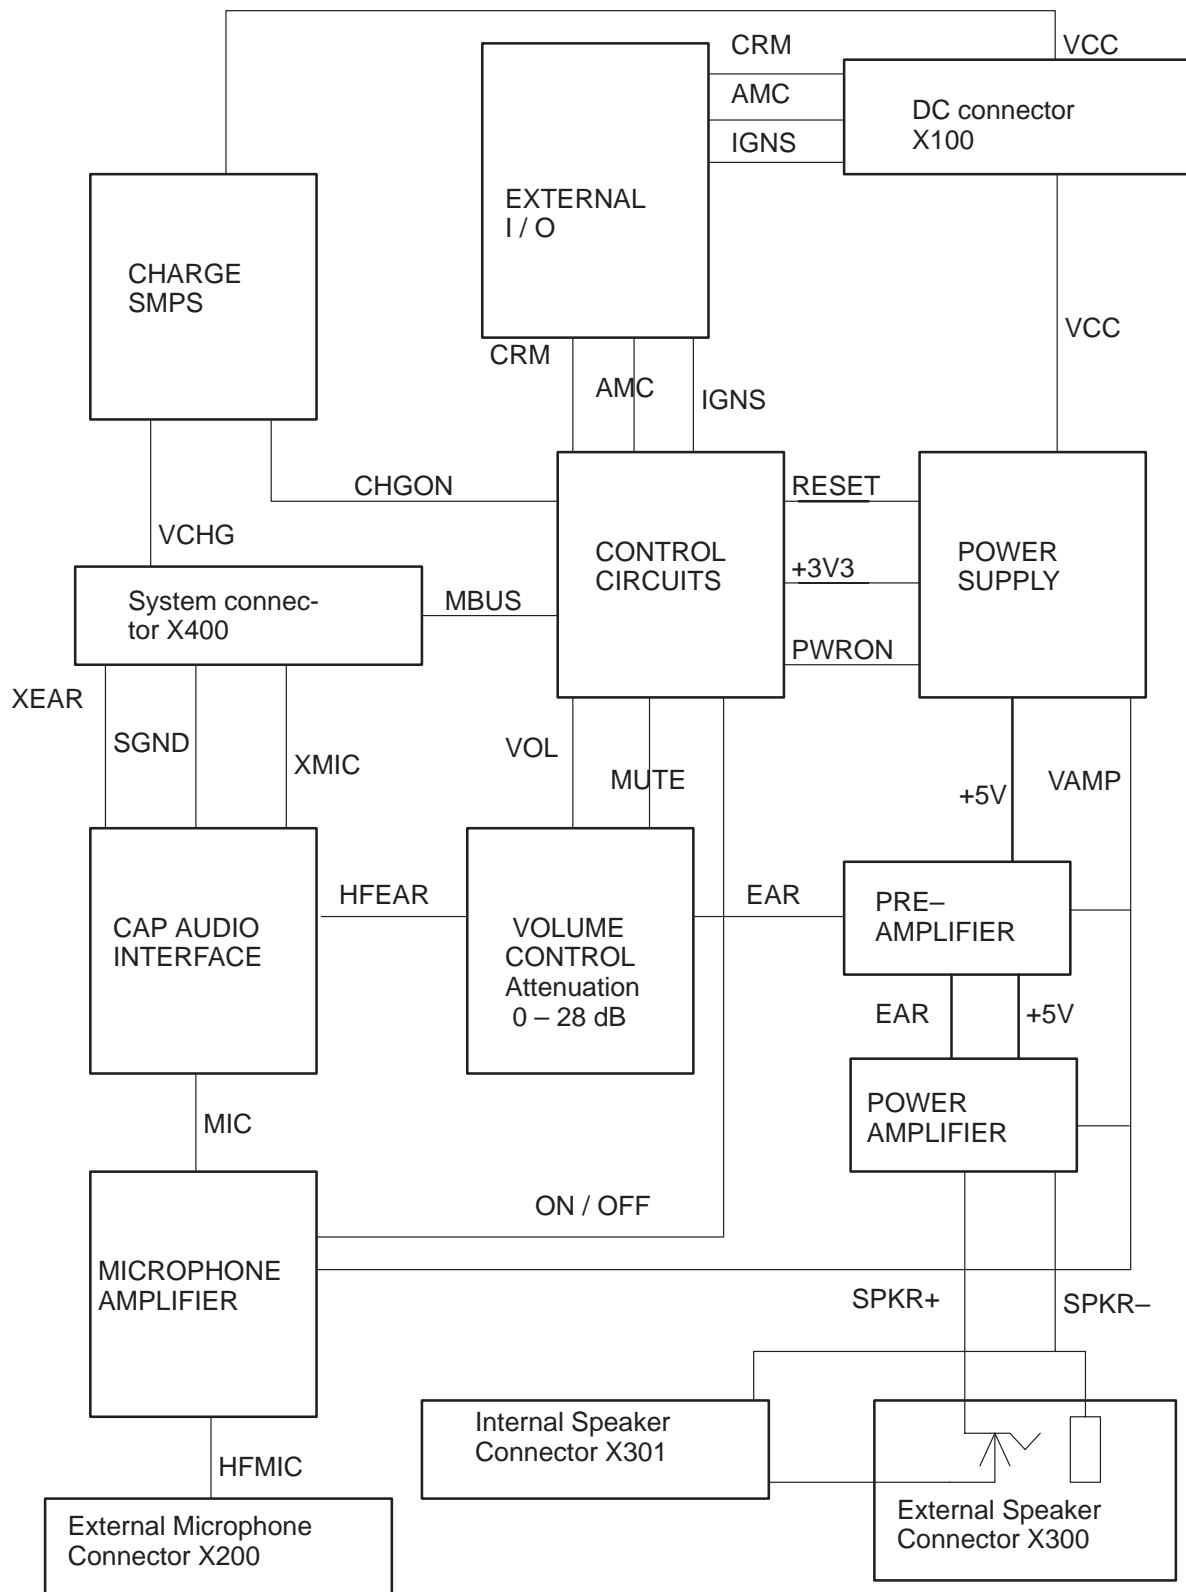 CRM
VCC
AMC
DC connector
X100
IGNS
EXTERNAL
I / O
CHARGE
SMPS
VCC
CRM
AMC
IGNS
CHGON
RESET
VCHG
CONTROL
CIRCUITS
+3V3
POWER
SUPPLY
System connec-
tor X400
MBUS
PWRON
XEAR
SGND
XMIC
VOL
MUTE
+5V
VAMP
HFEAR
EAR
CAP AUDIO
INTERFACE
VOLUME
CONTROL
Attenuation
0 – 28 dB
PRE–
AMPLIFIER
EAR
+5V
MIC
POWER
AMPLIFIER
ON / OFF
MICROPHONE
AMPLIFIER
SPKR+
SPKR–
Internal Speaker
Connector X301
HFMIC
External Microphone
Connector X200
External Speaker
Connector X300